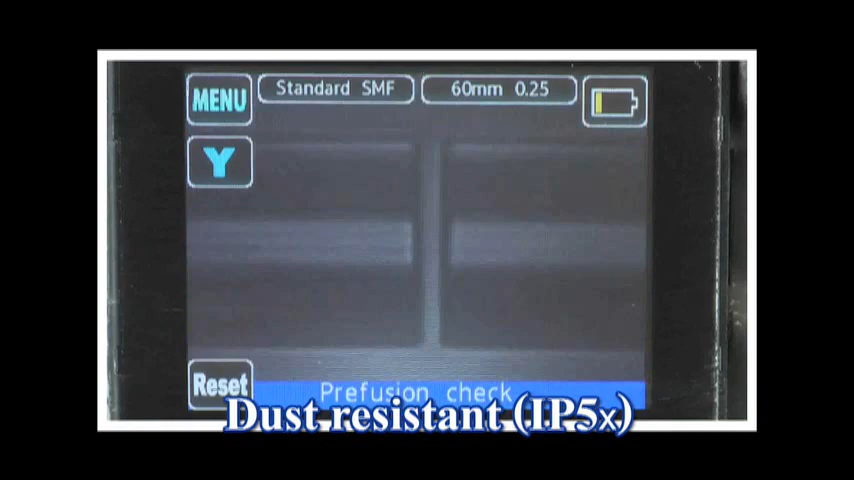 MENU
Standard SMF
60mm 0.25
Y
Reset
Prefusion check
Dust resistant (IP5x)